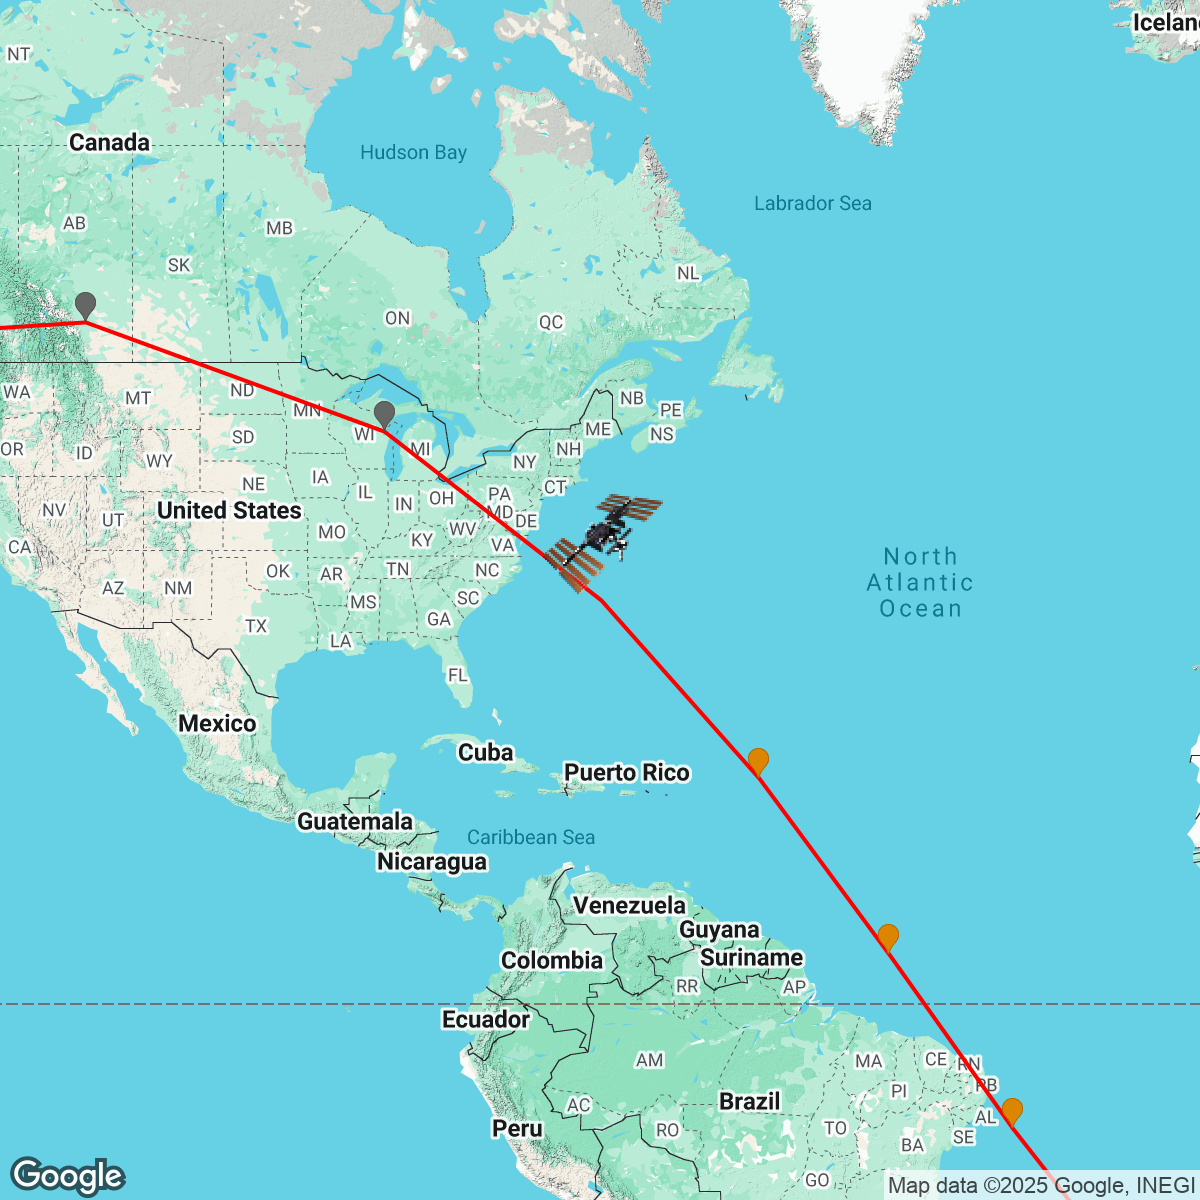 Iceland
NT
Canada
Hudson Bay
Labrador Sea
AB
MB
SK
NL
ON
QC
WA
MT
ND
MN
NB
PE
ME
NS
OR
ID
SD
WI
MI
NH
WY
NY
NE
IA
IL
IN
OH
PA
CT
NV
UT
United States
MD
DE
MO
KY
WV
VA
CA
North
Atlantic
Ocean
OK
AR
TN
NC
AZ
NM
MS
SC
TX
GA
LA
FL
Mexico
Cuba
Puerto Rico
Guatemala
Caribbean Sea
Nicaragua
Venezuela
Guyana
Colombia
Suriname
RR
AP
Ecuador
AM
MA
CE
RN
PI
PB
Brazil
AC
AL
Peru
RO
TO
SE
BA
GO
Google
Map data ©2025 Google, INEGI